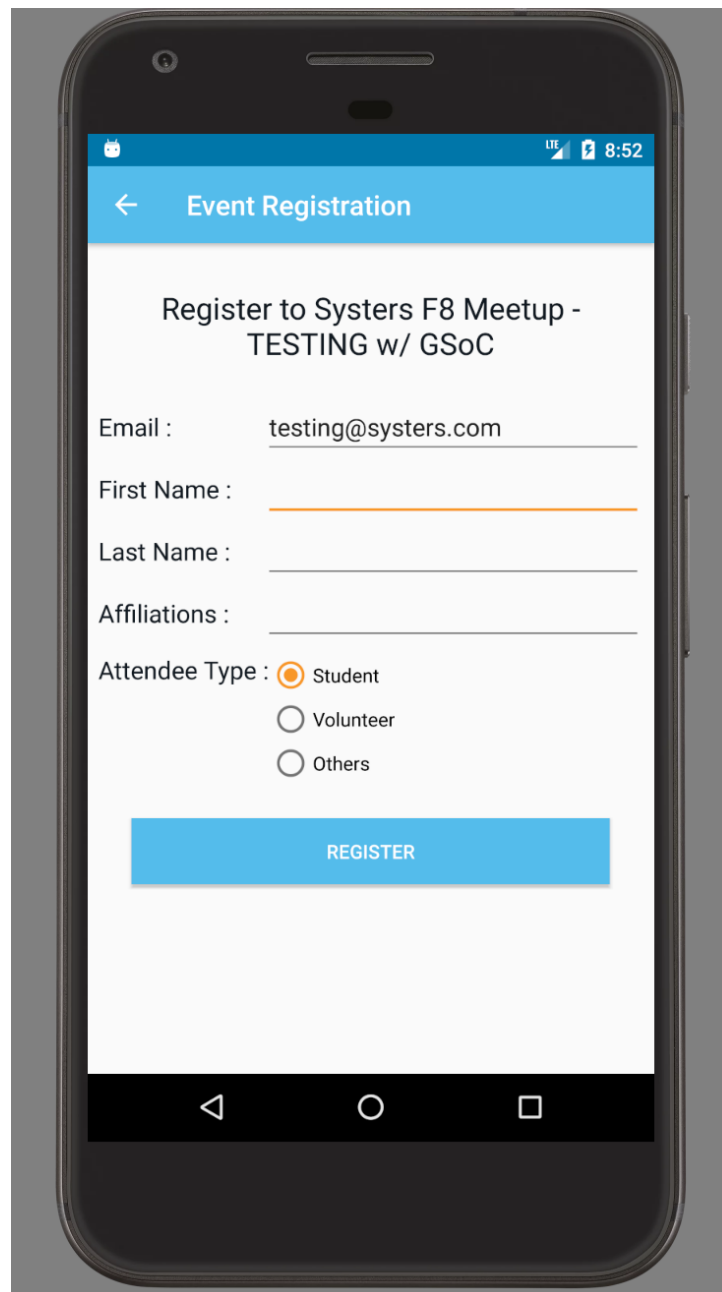 LTE 8:52
Event Registration
Register to Systers F8 Meetup -
TESTING w/ GSoC
Email : testing@systers.com
First Name :
Last Name :
Affiliations :
Attendee Type : Student
Volunteer
Others
REGISTER